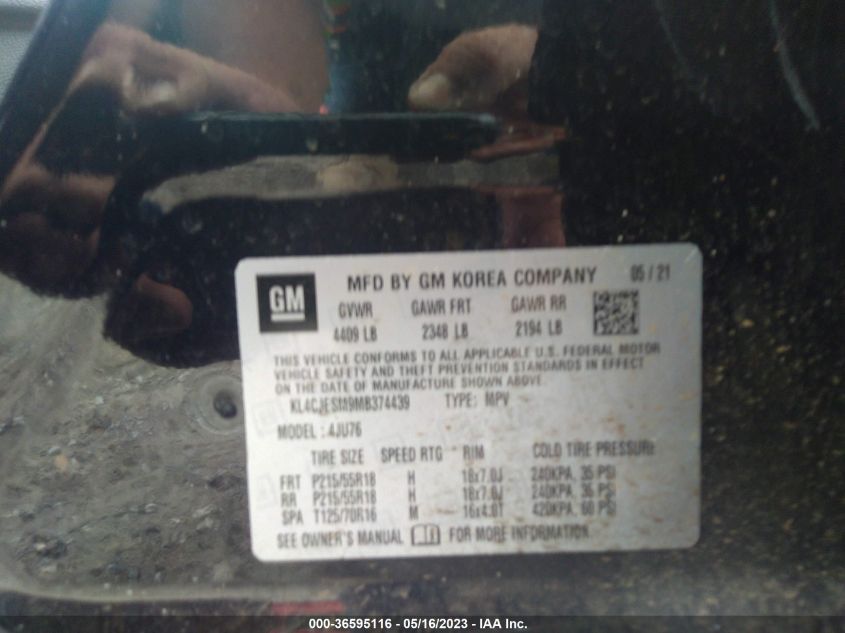 GM
MFD BY GM KOREA COMPANY 05 / 21
GVWR GAWR FRT GAWR RR
4409 LB 2348 LB 2194 LB
THIS VEHICLE CONFORMS TO ALL APPLICABLE U.S. FEDERAL MOTOR
VEHICLE SAFETY AND THEFT PREVENTION STANDARDS IN EFFECT
ON THE DATE OF MANUFACTURE SHOWN ABOVE.
KL4CJESM9MB374439 TYPE: MPV
MODEL : 4JU76
TIRE SIZE SPEED RTG RIM COLD TIRE PRESSURE
FRT P215/55R18 H 18x7.0J 240KPA, 35 PSI
RR P215/55R18 H 18x7.0J 240KPA, 35 PSI
SPA T125/70R16 M 16x4.0T 420KPA, 60 PSI
SEE OWNER'S MANUAL FOR MORE INFORMATION.
000-36595116 - 05/16/2023 - IAA Inc.